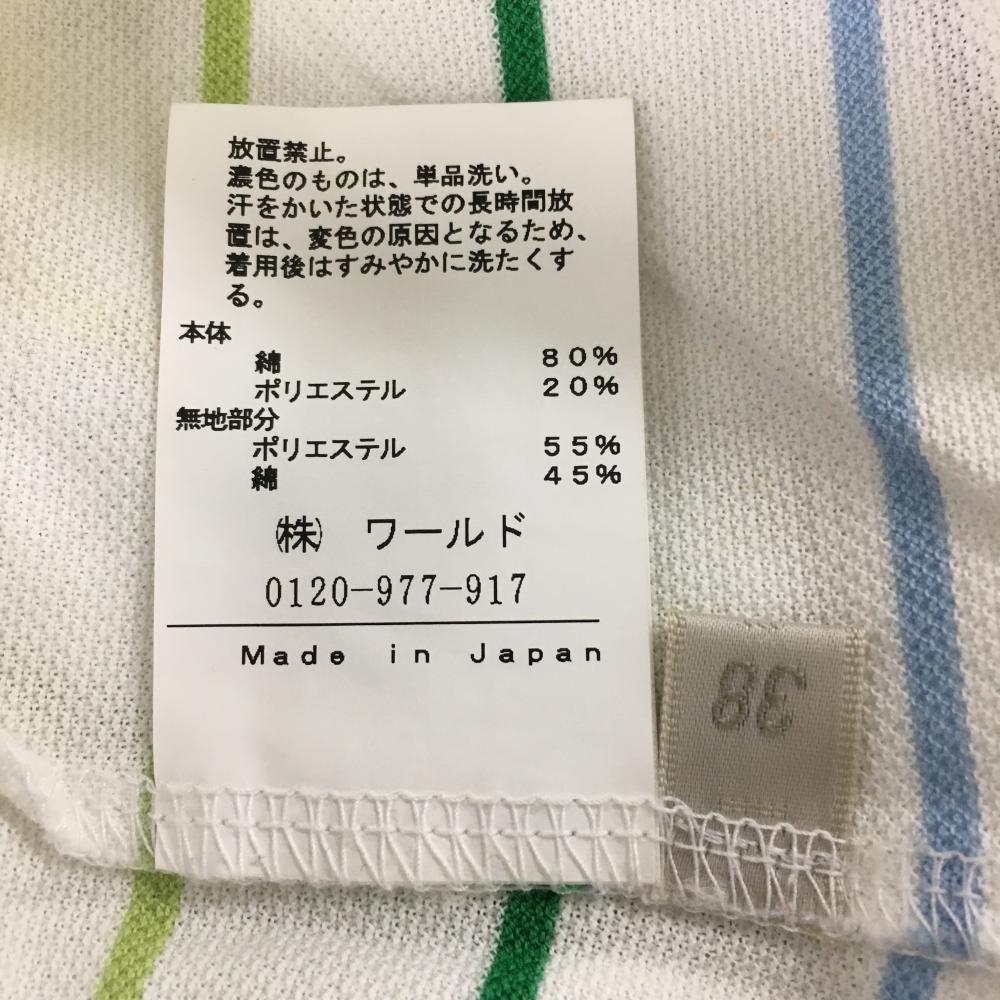 放置禁止。
濃色のものは、単品洗い。
汗をかいた状態での長時間放
置は、変色の原因となるため、
着用後はすみやかに洗たくす
る。
本体
綿 80%
ポリエステル 20%
無地部分
ポリエステル 55%
綿 45%
㈱ ワールド
0120-977-917
Made in Japan
38